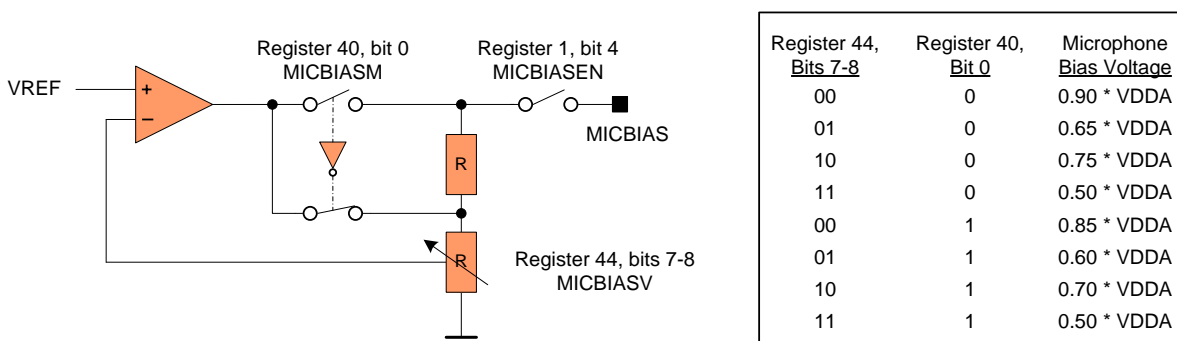 Register 40, bit 0
MICBIASM
Register 1, bit 4
MICBIASEN
VREF
+
−
MICBIAS
R
R
Register 44, bits 7-8
MICBIASV
Register 44, Register 40, Microphone
Bits 7-8 Bit 0 Bias Voltage
00 0 0.90 * VDDA
01 0 0.65 * VDDA
10 0 0.75 * VDDA
11 0 0.50 * VDDA
00 1 0.85 * VDDA
01 1 0.60 * VDDA
10 1 0.70 * VDDA
11 1 0.50 * VDDA